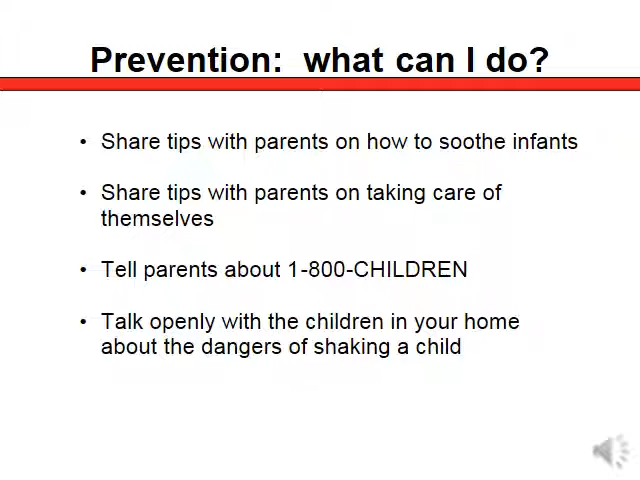 Prevention:  what can I do?
• Share tips with parents on how to soothe infants
• Share tips with parents on taking care of
themselves
• Tell parents about 1-800-CHILDREN
• Talk openly with the children in your home
about the dangers of shaking a child